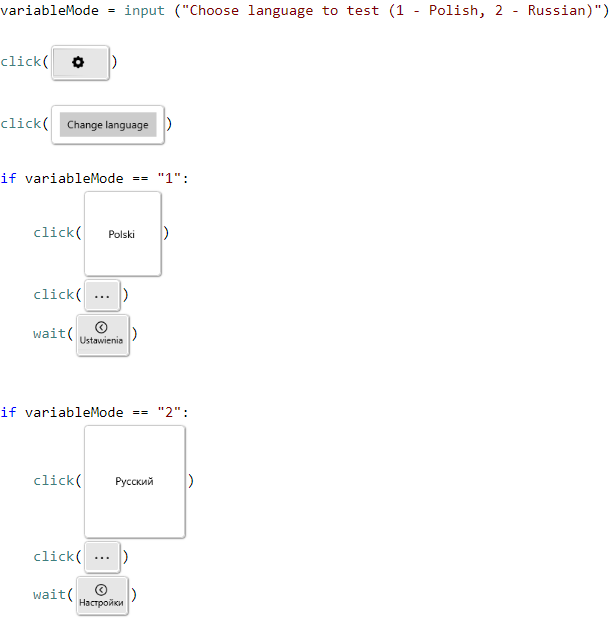 variableMode = input ("Choose language to test (1 - Polish, 2 - Russian)")
click( )
click( Change language )
if variableMode == "1":
click( Polski )
click( ... )
wait( Ustawienia )
if variableMode == "2":
click( Русский )
click( ... )
wait( Настройки )